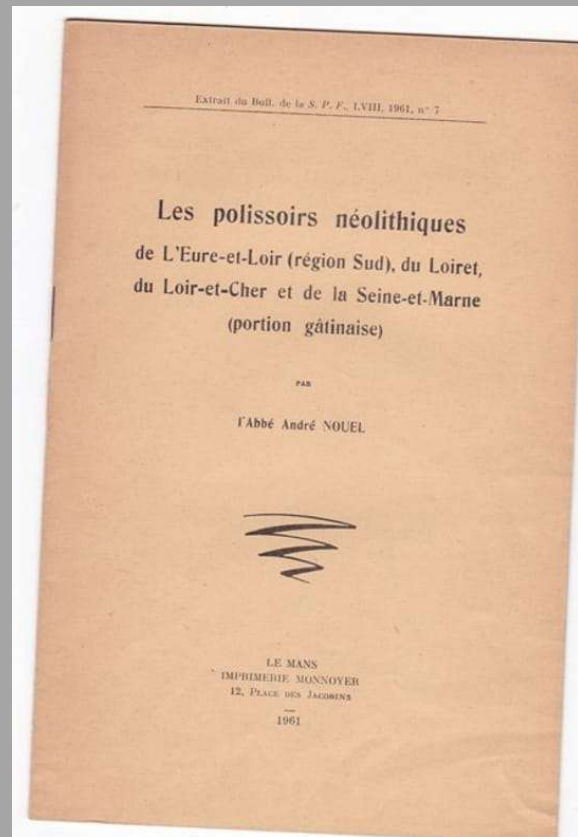 Extrait du Bull. de la S. P. F., LVIII, 1961, n° 7
Les polissoirs néolithiques
de L'Eure-et-Loir (région Sud), du Loiret,
du Loir-et-Cher et de la Seine-et-Marne
(portion gâtinaise)
PAR
l'Abbé André NOUEL
LE MANS
IMPRIMERIE MONNOYER
12, PLACE DES JACOBINS
1961